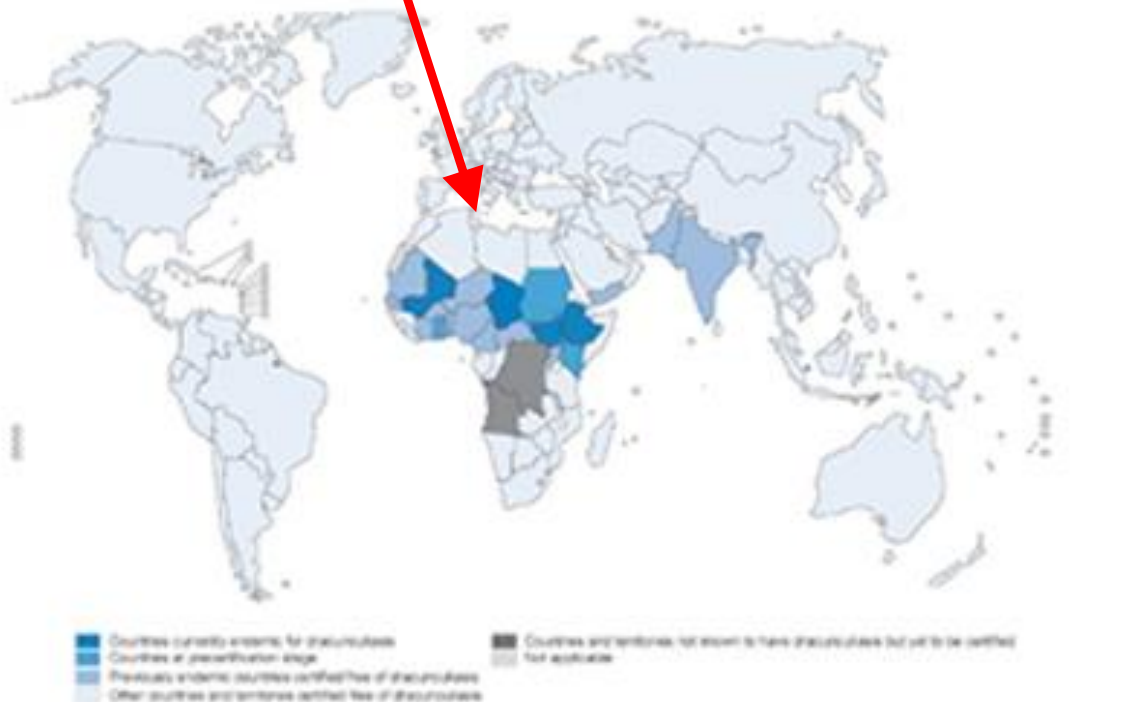 Countries currently endemic for dracunculiasis
Countries at precertification stage
Previously endemic countries certified free of dracunculiasis
Other countries and territories certified free of dracunculiasis
Countries and territories not known to have dracunculiasis but yet to be certified
Not applicable